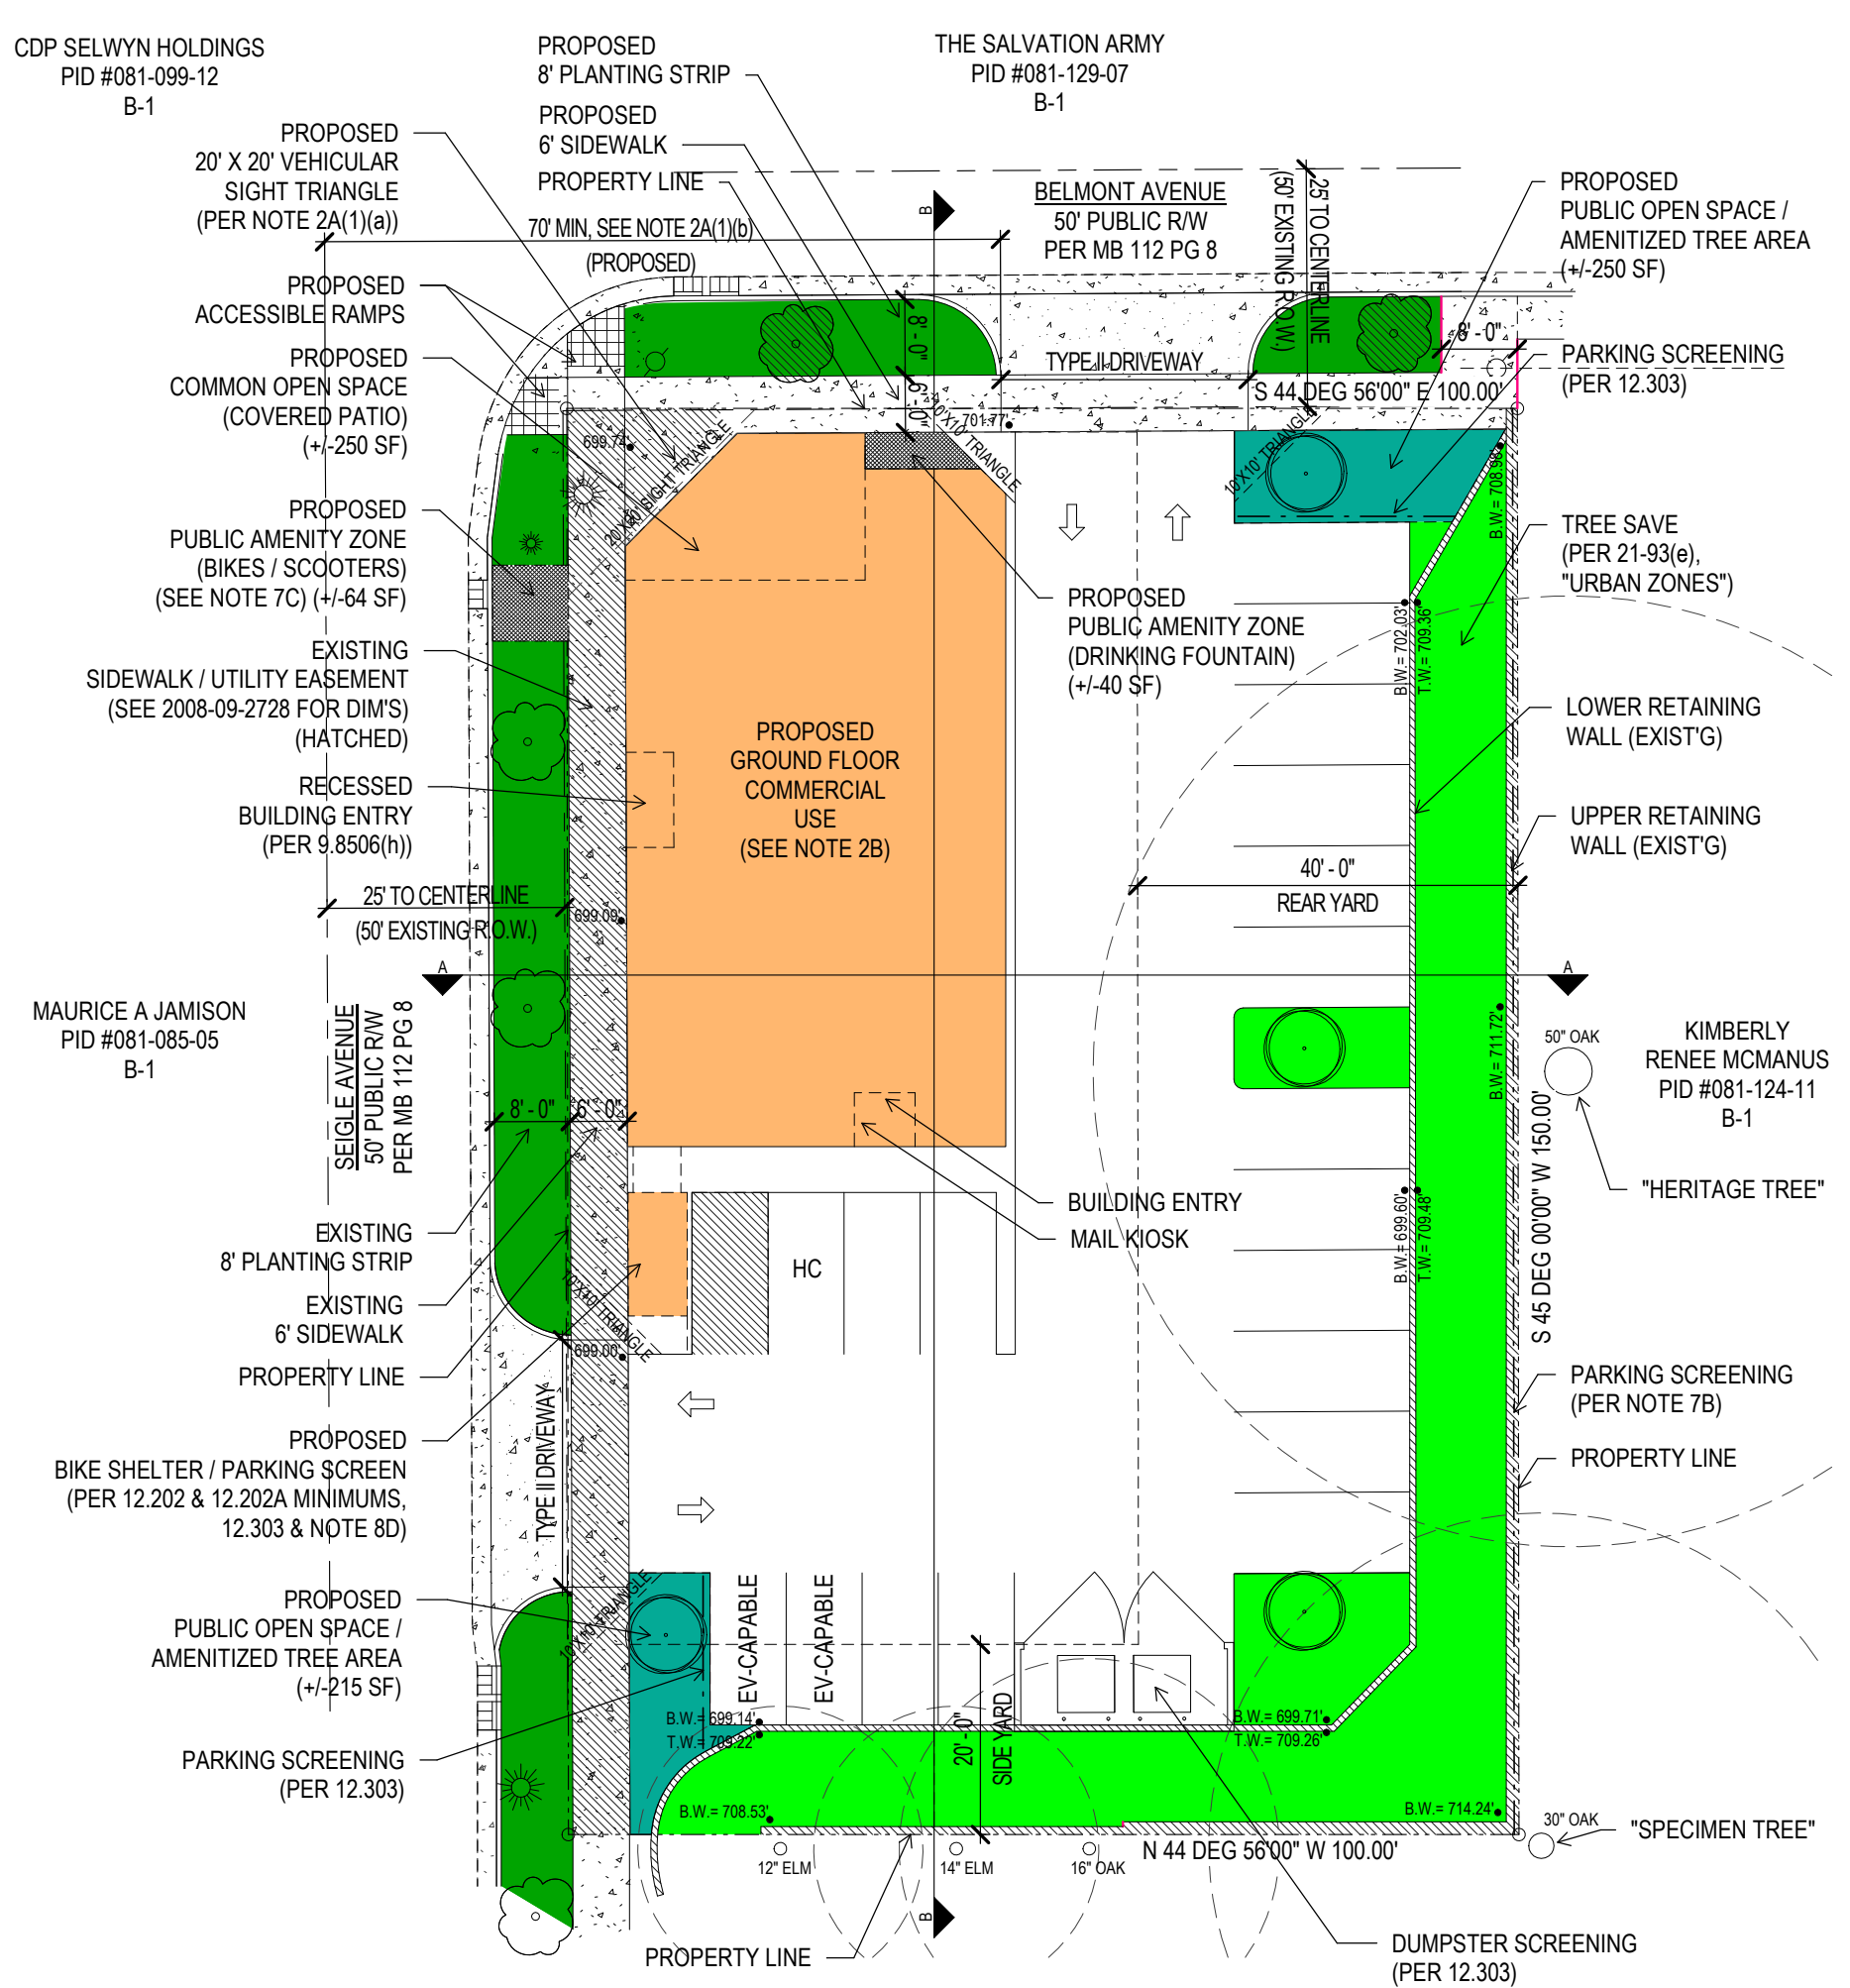 CDP SELWYN HOLDINGS
PID #081-099-12
B-1
PROPOSED
8' PLANTING STRIP
PROPOSED
6' SIDEWALK
PROPERTY LINE
THE SALVATION ARMY
PID #081-129-07
B-1
PROPOSED
20' X 20' VEHICULAR
SIGHT TRIANGLE
(PER NOTE 2A(1)(a))
70' MIN, SEE NOTE 2A(1)(b)
(PROPOSED)
B
BELMONT AVENUE
50' PUBLIC R/W
PER MB 112 PG 8
25' TO CENTERLINE
(50' EXISTING R.O.W.)
PROPOSED
PUBLIC OPEN SPACE /
AMENITIZED TREE AREA
(+/-250 SF)
PROPOSED
ACCESSIBLE RAMPS
PROPOSED
COMMON OPEN SPACE
(COVERED PATIO)
(+/-250 SF)
8' - 0"
6' - 0"
TYPE II DRIVEWAY
8' - 0"
S 44 DEG 56'00" E 100.00'
PARKING SCREENING
(PER 12.303)
699.74'
20'X20' SIGHT TRIANGLE
701.77'
10'X10' TRIANGLE
10'X10' TRIANGLE
B.W.= 708.98'
PROPOSED
PUBLIC AMENITY ZONE
(BIKES / SCOOTERS)
(SEE NOTE 7C) (+/-64 SF)
TREE SAVE
(PER 21-93(e),
"URBAN ZONES")
PROPOSED
PUBLIC AMENITY ZONE
(DRINKING FOUNTAIN)
(+/-40 SF)
B.W.= 702.03'
T.W.= 709.36'
EXISTING
SIDEWALK / UTILITY EASEMENT
(SEE 2008-09-2728 FOR DIM'S)
(HATCHED)
PROPOSED
GROUND FLOOR
COMMERCIAL
USE
(SEE NOTE 2B)
LOWER RETAINING
WALL (EXIST'G)
RECESSED
BUILDING ENTRY
(PER 9.8506(h))
UPPER RETAINING
WALL (EXIST'G)
40' - 0"
REAR YARD
25' TO CENTERLINE
(50' EXISTING R.O.W.)
699.09'
A
A
MAURICE A JAMISON
PID #081-085-05
B-1
SEIGLE AVENUE
50' PUBLIC R/W
PER MB 112 PG 8
B.W.= 711.72'
50" OAK
KIMBERLY
RENEE MCMANUS
PID #081-124-11
B-1
8' - 0"
6' - 0"
S 45 DEG 00'00" W 150.00'
"HERITAGE TREE"
BUILDING ENTRY
MAIL KIOSK
B.W.= 699.60'
T.W.= 709.48'
EXISTING
8' PLANTING STRIP
HC
EXISTING
6' SIDEWALK
10'X10' TRIANGLE
699.00'
PROPERTY LINE
PARKING SCREENING
(PER NOTE 7B)
TYPE II DRIVEWAY
PROPOSED
BIKE SHELTER / PARKING SCREEN
(PER 12.202 & 12.202A MINIMUMS,
12.303 & NOTE 8D)
PROPERTY LINE
PROPOSED
PUBLIC OPEN SPACE /
AMENITIZED TREE AREA
(+/-215 SF)
10'X10' TRIANGLE
EV-CAPABLE
EV-CAPABLE
20'- 0"
SIDE YARD
B.W.= 699.14'
T.W.= 709.22'
B.W.= 699.71'
T.W.= 709.26'
PARKING SCREENING
(PER 12.303)
B.W.= 708.53'
B.W.= 714.24'
12" ELM
14" ELM
16" OAK
N 44 DEG 56'00" W 100.00'
30" OAK
"SPECIMEN TREE"
B
PROPERTY LINE
DUMPSTER SCREENING
(PER 12.303)